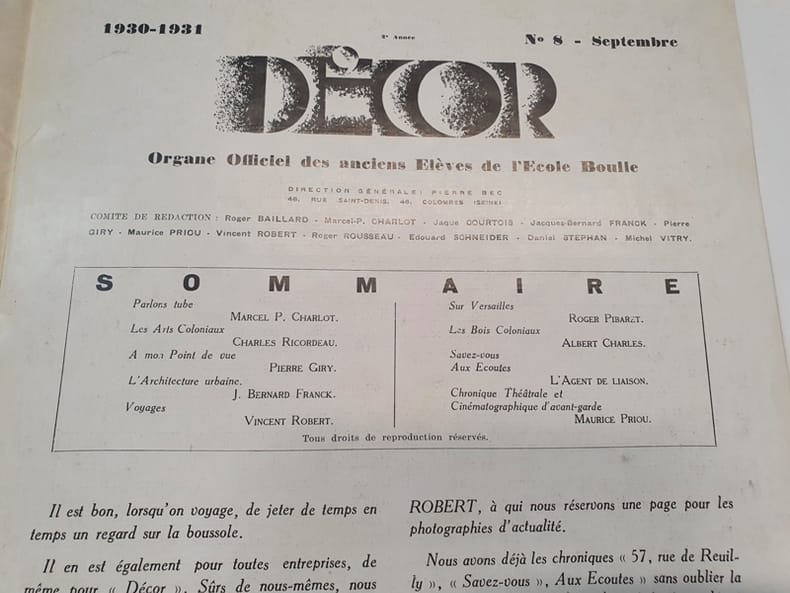 1930-1931
2e Année
No 8 - Septembre
DÉCOR
Organe Officiel des anciens Elèves de l'Ecole Boulle
DIRECTION GÉNÉRALE: PIERRE BEC
46, RUE SAINT-DENIS, 46, COLOMBES (SEINE)
COMITE DE REDACTION : Roger BAILLARD - Marcel-P. CHARLOT - Jaque COURTOIS - Jacques-Bernard FRANCK - Pierre
GIRY - Maurice PRIOU - Vincent ROBERT - Roger ROUSSEAU - Edouard SCHNEIDER - Daniel STEPHAN - Michel VITRY.
SOMMAIRE
Parlons tube
MARCEL P. CHARLOT.
Les Arts Coloniaux
CHARLES RICORDEAU.
A mon Point de vue
PIERRE GIRY.
L'Architecture urbaine.
J. BERNARD FRANCK.
Voyages
VINCENT ROBERT.
Sur Versailles
ROGER PIBARET.
Les Bois Coloniaux
ALBERT CHARLES.
Savez-vous
Aux Ecoutes
L'AGENT DE LIAISON.
Chronique Théâtrale et
Cinématographique d'avant-garde
MAURICE PRIOU.
Tous droits de reproduction réservés.
Il est bon, lorsqu'on voyage, de jeter de temps en
temps un regard sur la boussole.
Il en est également pour toutes entreprises, de
même pour « Décor ». Sûrs de nous-mêmes, nous
ROBERT, à qui nous réservons une page pour les
photographies d'actualité.
Nous avons déjà les chroniques « 57, rue de Reuil-
ly », « Savez-vous », Aux Ecoutes » sans oublier la